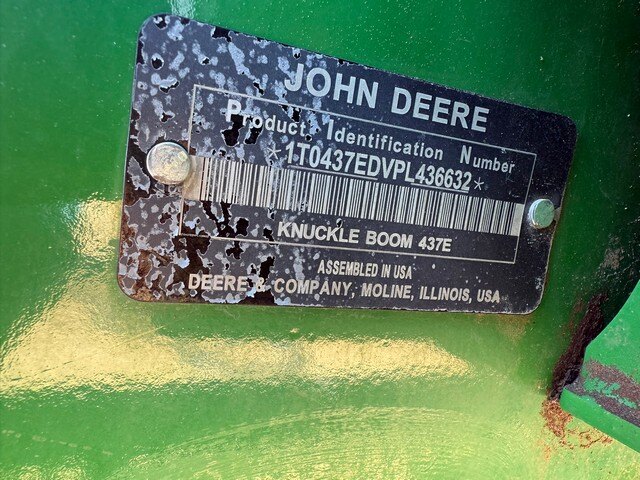 JOHN DEERE
Product Identification Number
*1T0437EDVPL436632*
KNUCKLE BOOM 437E
ASSEMBLED IN USA
DEERE & COMPANY, MOLINE, ILLINOIS, USA